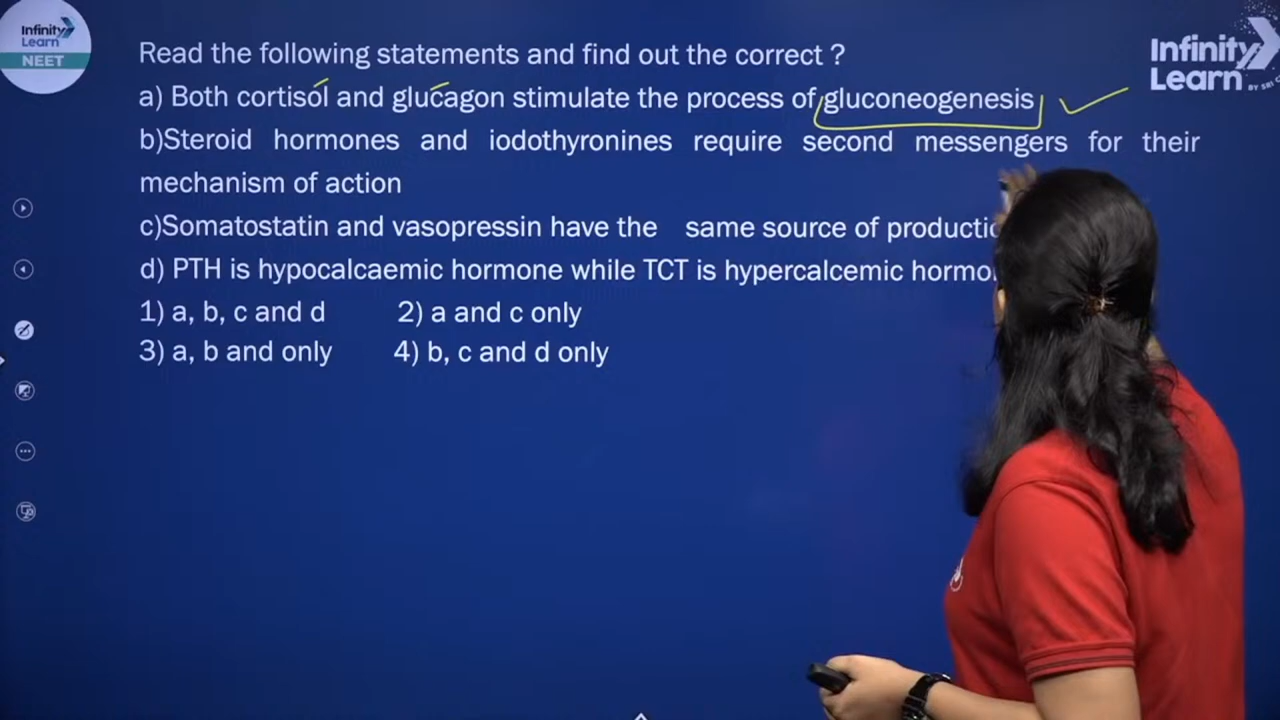 Infinity
Learn
NEET
Infinity
Learn
Read the following statements and find out the correct ?
a) Both cortisol and glucagon stimulate the process of gluconeogenesis
b)Steroid hormones and iodothyronines require second messengers for their
mechanism of action
c)Somatostatin and vasopressin have the same source of
d) PTH is hypocalcaemic hormone while TCT is hypercalcemic
1) a, b, c and d 2) a and c only
3) a, b and only 4) b, c and d only